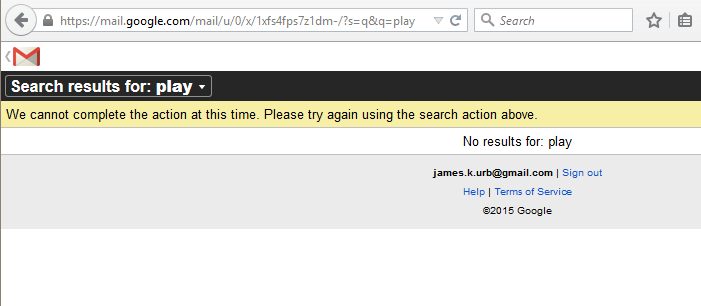 https://mail.google.com/mail/u/0/x/1xfs4fps7z1dm-/?s=q&q=play
Search
Search results for: play
We cannot complete the action at this time. Please try again using the search action above.
No results for: play
james.k.urb@gmail.com | Sign out
Help | Terms of Service
©2015 Google